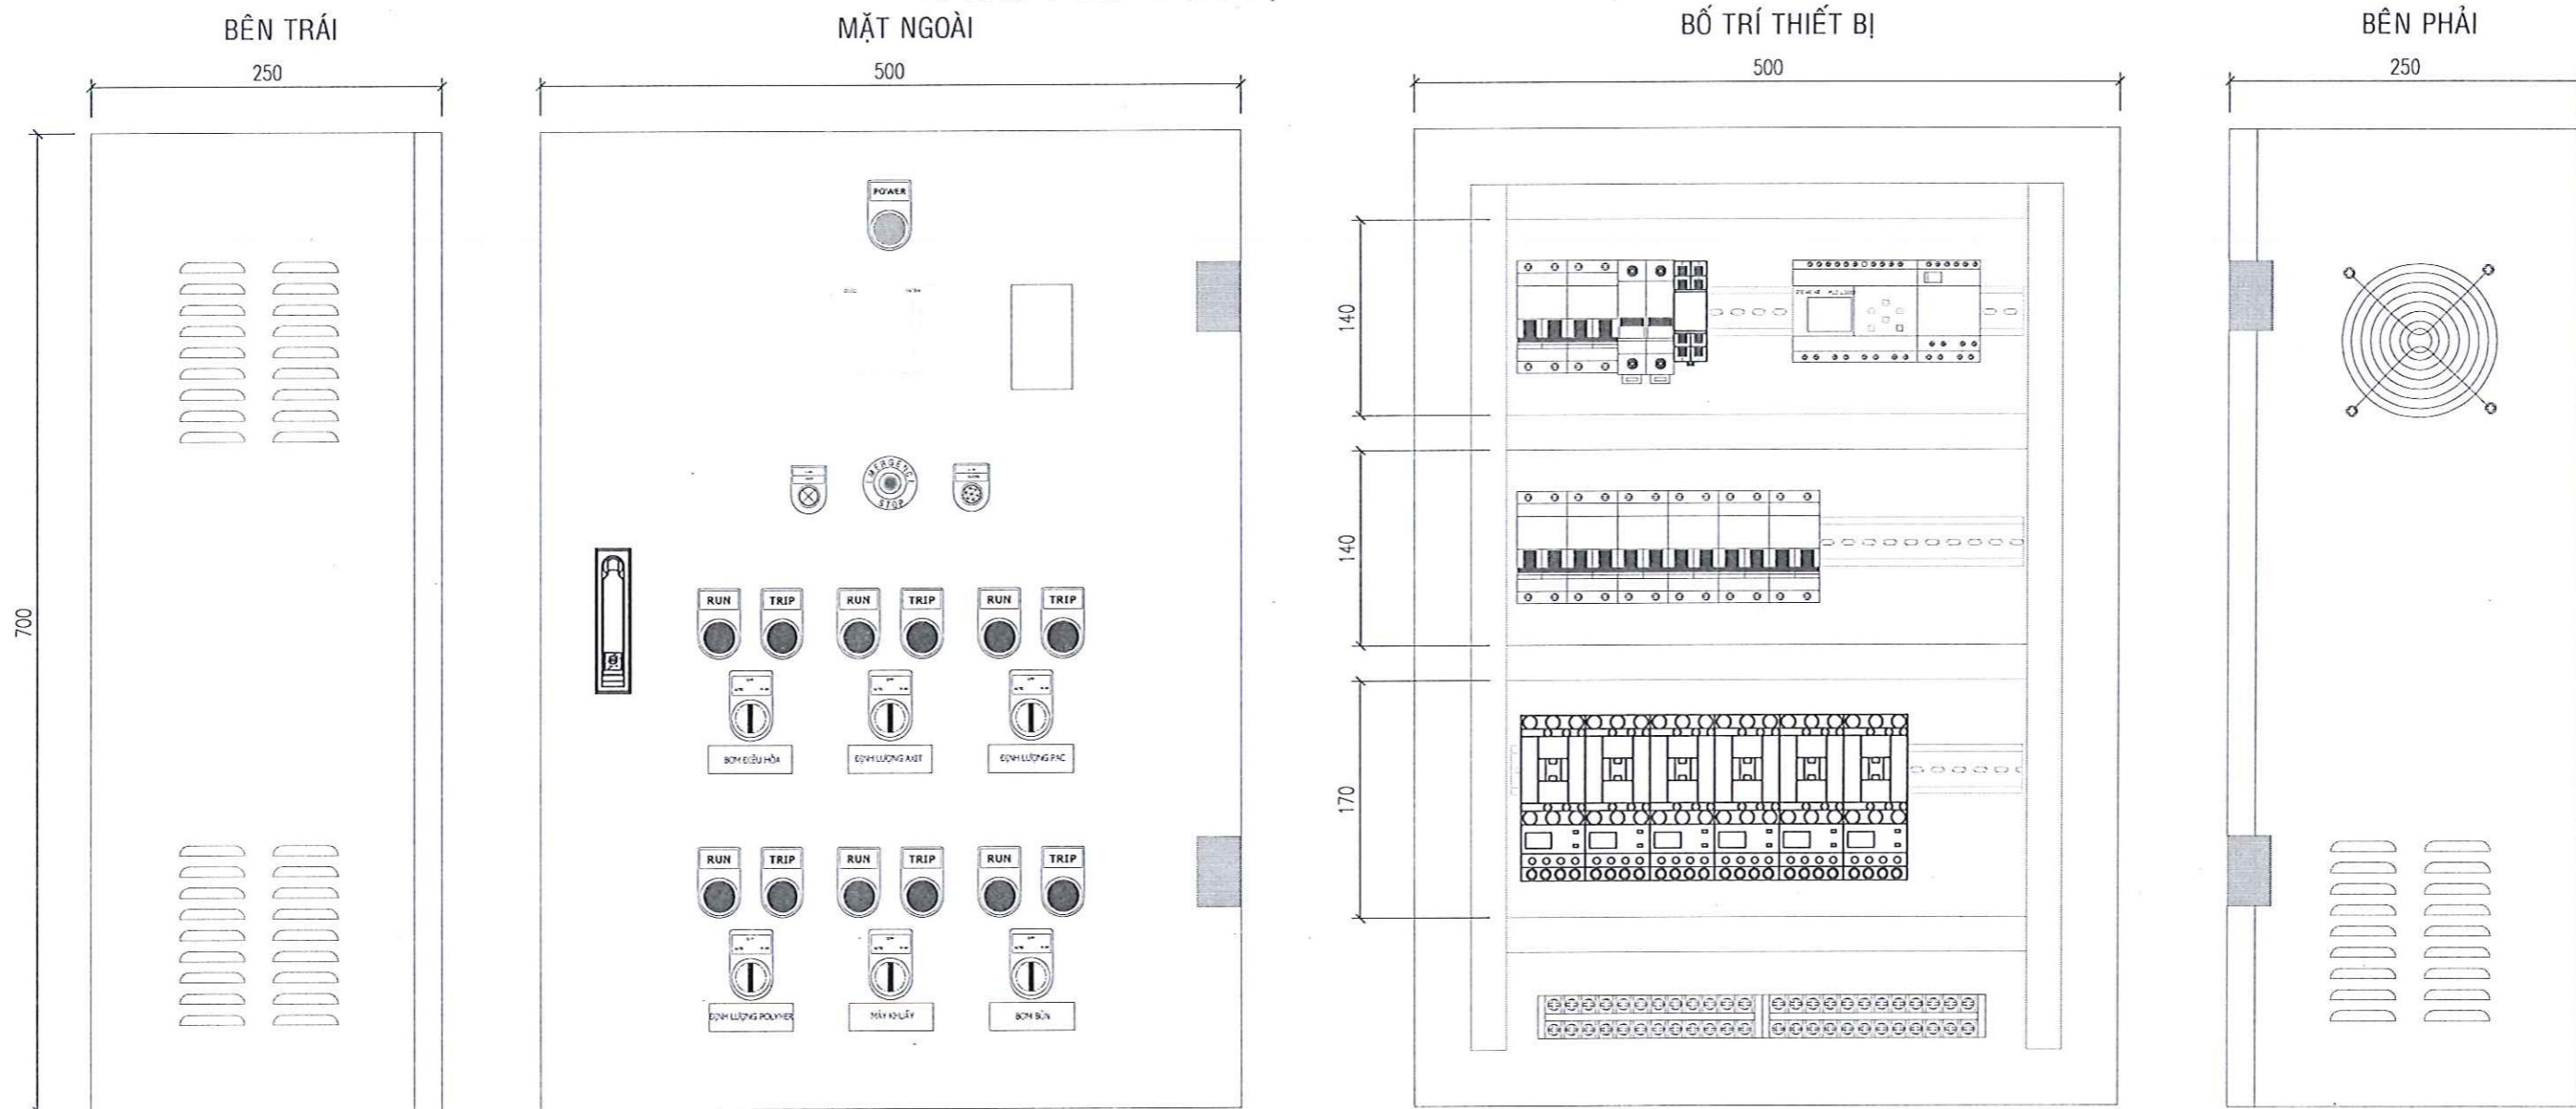 BÊN TRÁI
MẶT NGOÀI
BỐ TRÍ THIẾT BỊ
BÊN PHẢI
250
500
500
250
700
POWER
140
EMERGENCY
STOP
140
RUN
TRIP
RUN
TRIP
RUN
TRIP
BƠM ĐIỀU HÒA
ĐỊNH LƯỢNG AXIT
ĐỊNH LƯỢNG PAC
170
RUN
TRIP
RUN
TRIP
RUN
TRIP
ĐỊNH LƯỢNG POLYMER
MÁY KHUẤY
BƠM BÙN